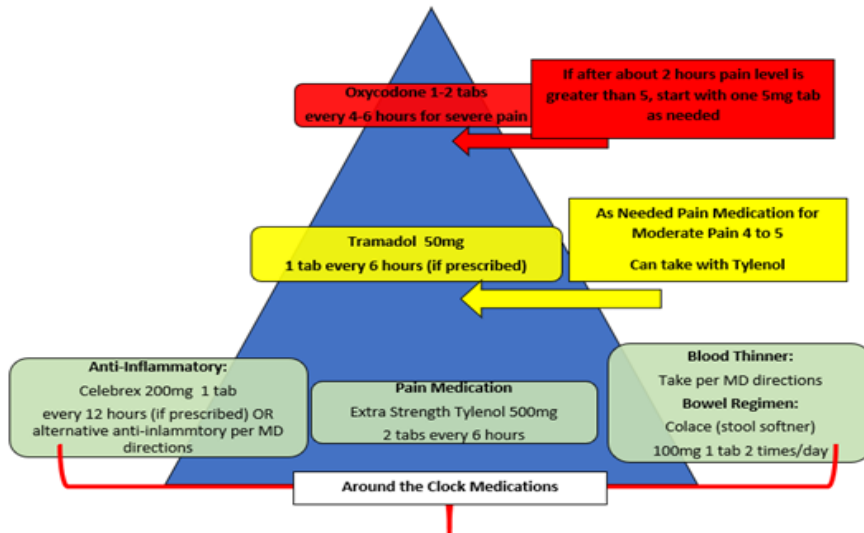 Oxycodone 1-2 tabs
every 4-6 hours for severe pain
If after about 2 hours pain level is
greater than 5, start with one 5mg tab
as needed
Tramadol 50mg
1 tab every 6 hours (if prescribed)
As Needed Pain Medication for
Moderate Pain 4 to 5
Can take with Tylenol
Anti-Inflammatory:
Celebrex 200mg 1 tab
every 12 hours (if prescribed) OR
alternative anti-inlammtory per MD
directions
Pain Medication
Extra Strength Tylenol 500mg
2 tabs every 6 hours
Blood Thinner:
Take per MD directions
Bowel Regimen:
Colace (stool softner)
100mg 1 tab 2 times/day
Around the Clock Medications